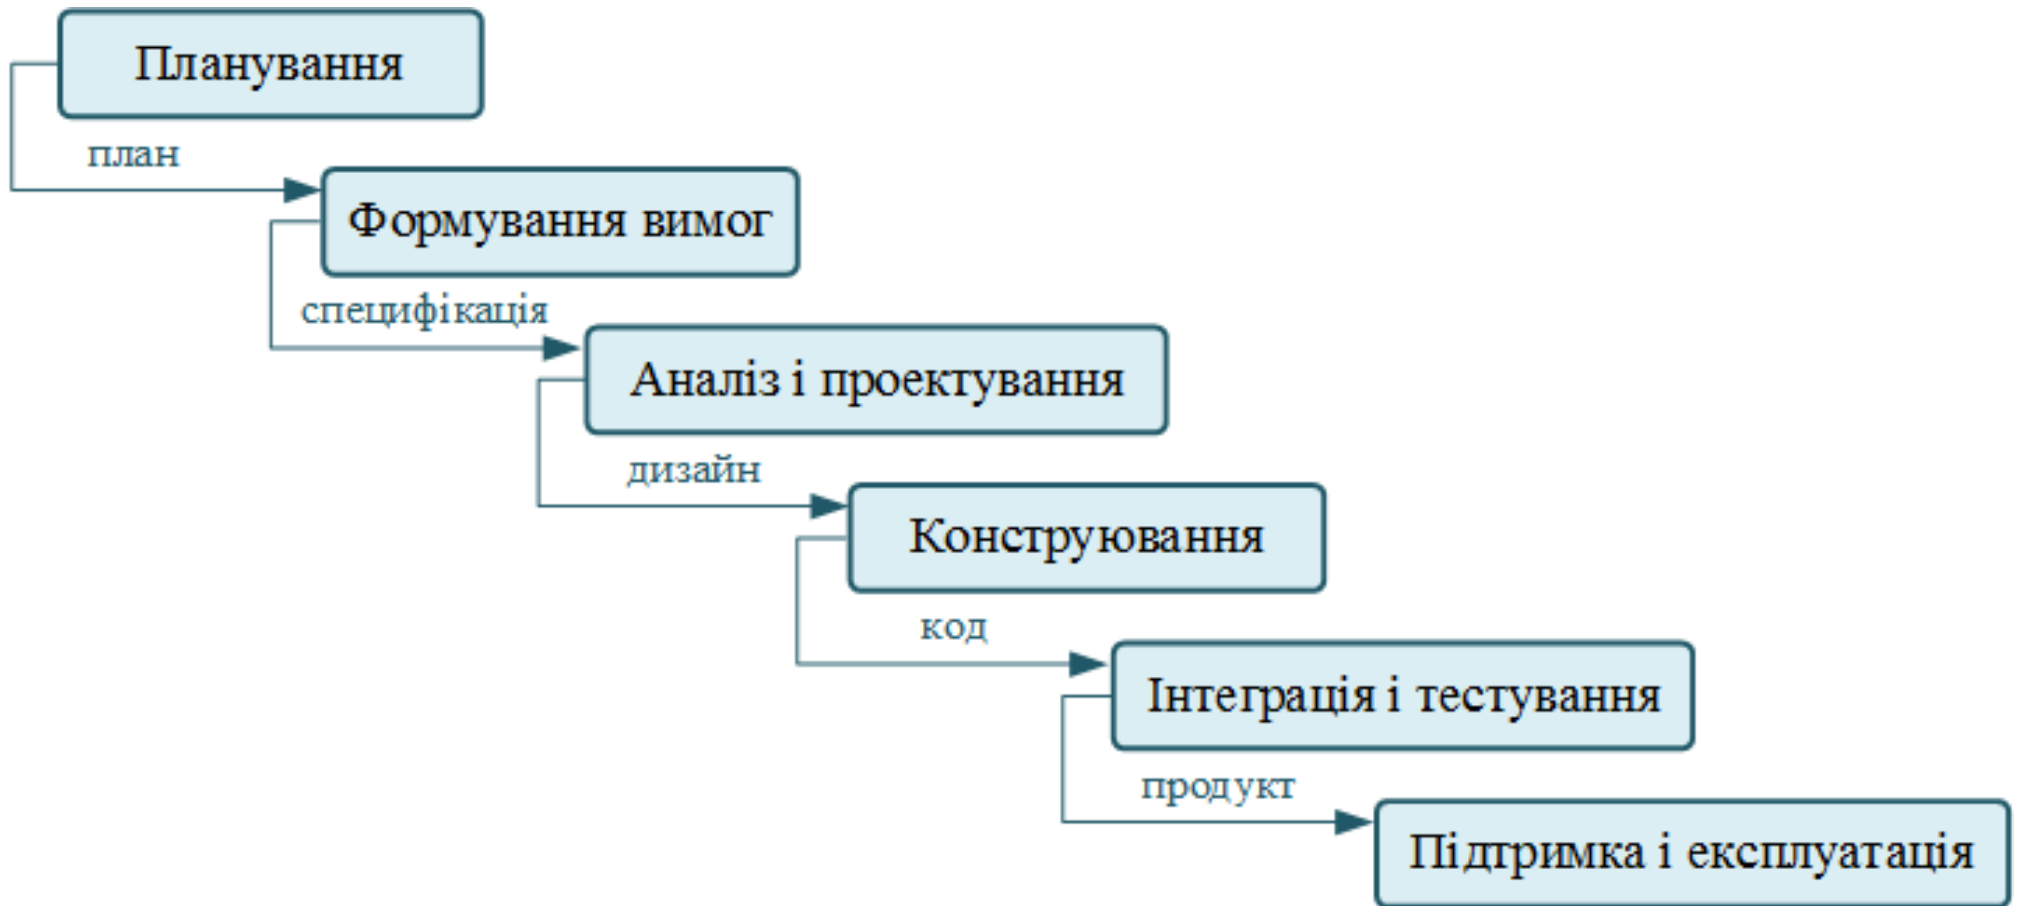 Планування
план
Формування вимог
специфікація
Аналіз і проектування
дизайн
Конструювання
код
Інтеграція і тестування
продукт
Підтримка і експлуатація